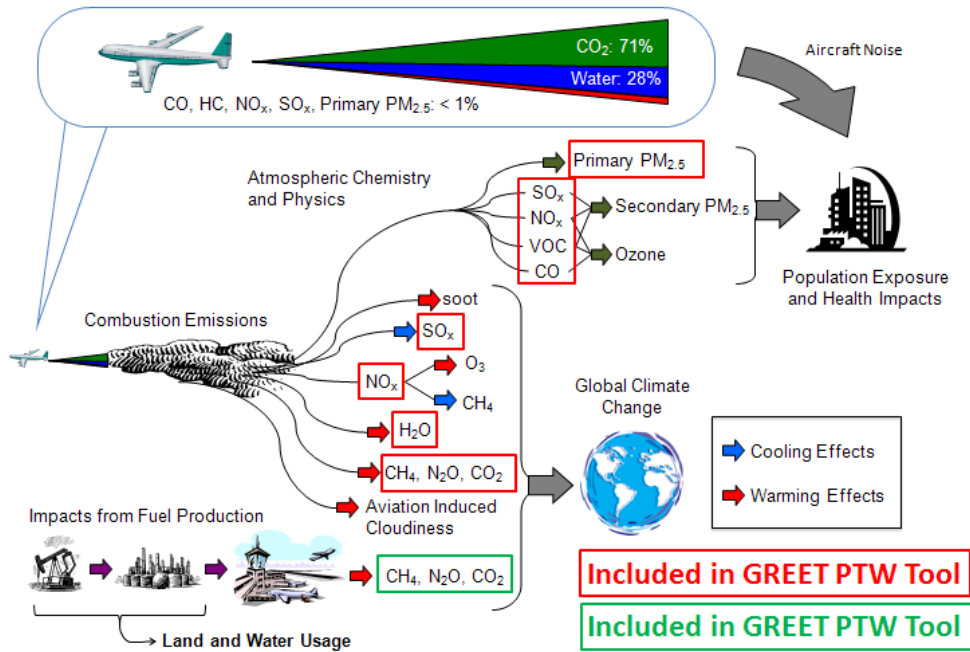 CO₂: 71%
Water: 28%
CO, HC, NOₓ, SOₓ, Primary PM₂.₅: < 1%
Aircraft Noise
Atmospheric Chemistry
and Physics
Primary PM₂.₅
SOₓ
NOₓ
VOC
CO
Secondary PM₂.₅
Ozone
Population Exposure
and Health Impacts
Combustion Emissions
soot
SOₓ
NOₓ
O₃
CH₄
H₂O
CH₄, N₂O, CO₂
Aviation Induced
Cloudiness
Global Climate
Change
Cooling Effects
Warming Effects
Impacts from Fuel Production
CH₄, N₂O, CO₂
Land and Water Usage
Included in GREET PTW Tool
Included in GREET PTW Tool